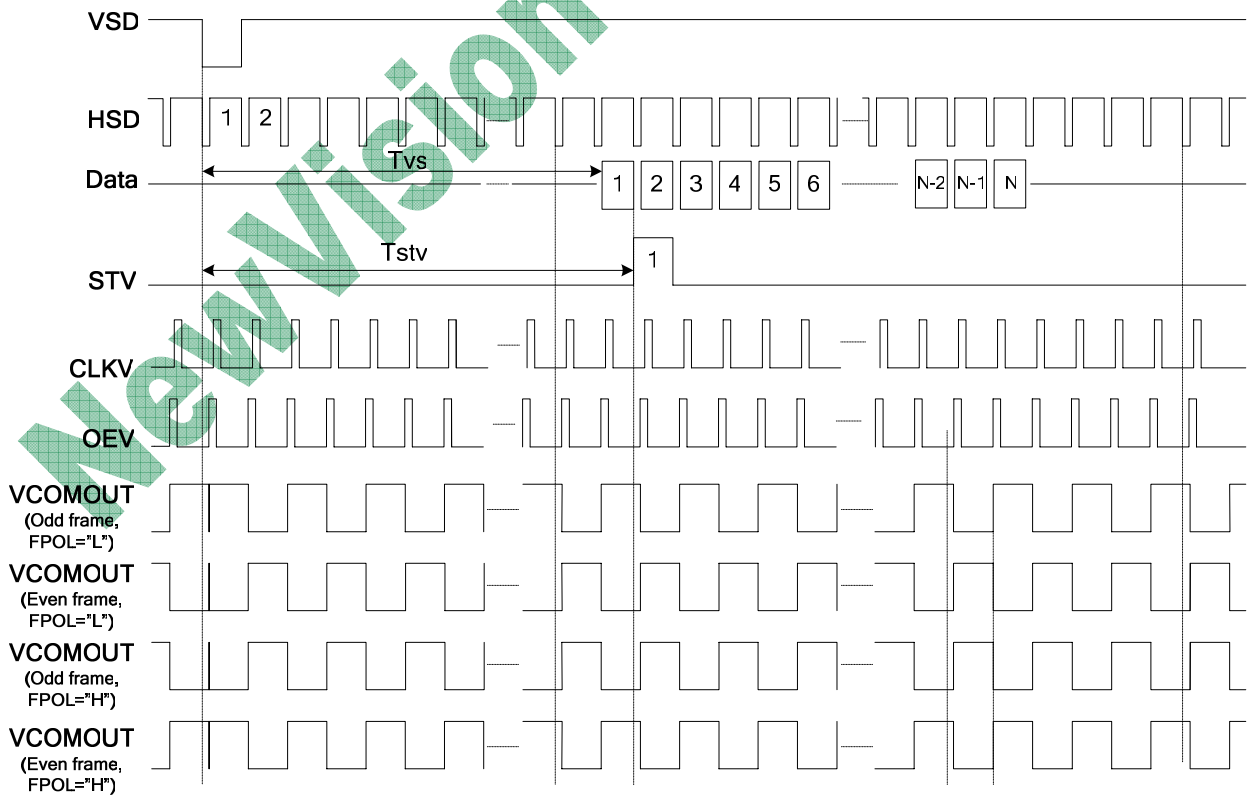 VSD
HSD
1 2
Tvs
Data
1 2 3 4 5 6 N-2 N-1 N
Tstv
STV
1
CLKV
OEV
VCOMOUT
(Odd frame,
FPOL="L")
VCOMOUT
(Even frame,
FPOL="L")
VCOMOUT
(Odd frame,
FPOL="H")
VCOMOUT
(Even frame,
FPOL="H")
NewVision